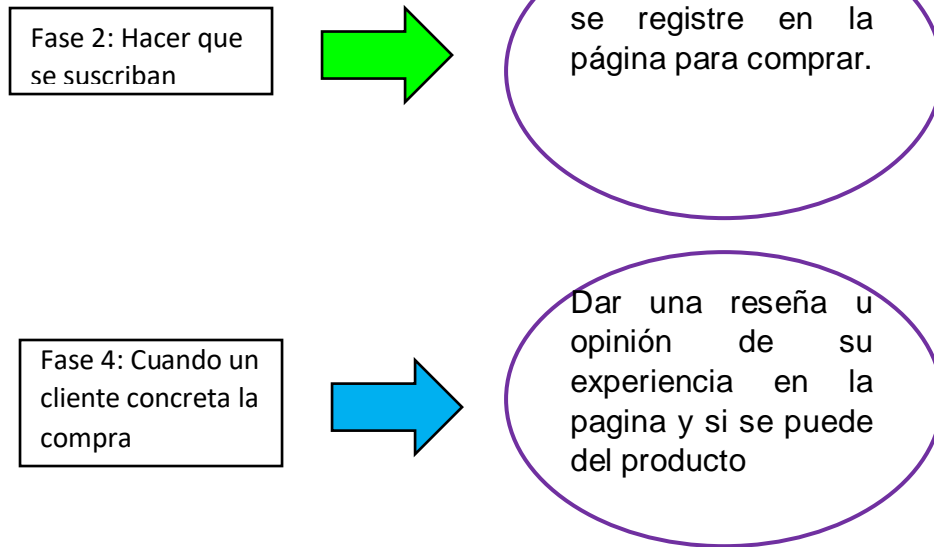 Fase 2: Hacer que
se suscriban
se registre en la
página para comprar.
Fase 4: Cuando un
cliente concreta la
compra
Dar una reseña u
opinión de su
experiencia en la
pagina y si se puede
del producto